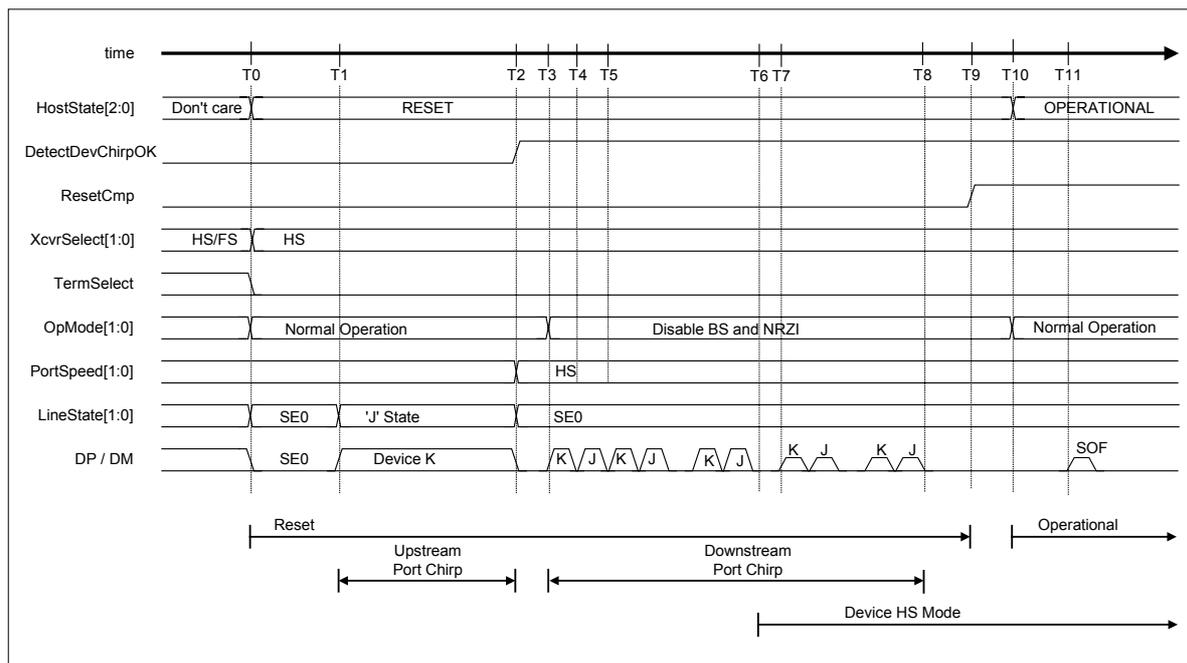 time
T0 T1 T2 T3 T4 T5 T6 T7 T8 T9 T10 T11
HostState[2:0] Don't care RESET OPERATIONAL
DetectDevChirpOK
ResetCmp
XcvrSelect[1:0] HS/FS HS
TermSelect
OpMode[1:0] Normal Operation Disable BS and NRZI Normal Operation
PortSpeed[1:0] HS
LineState[1:0] SE0 'J' State SE0
DP / DM SE0 Device K K J K J K J K J K J SOF
Reset Operational
Upstream Downstream
Port Chirp Port Chirp
Device HS Mode